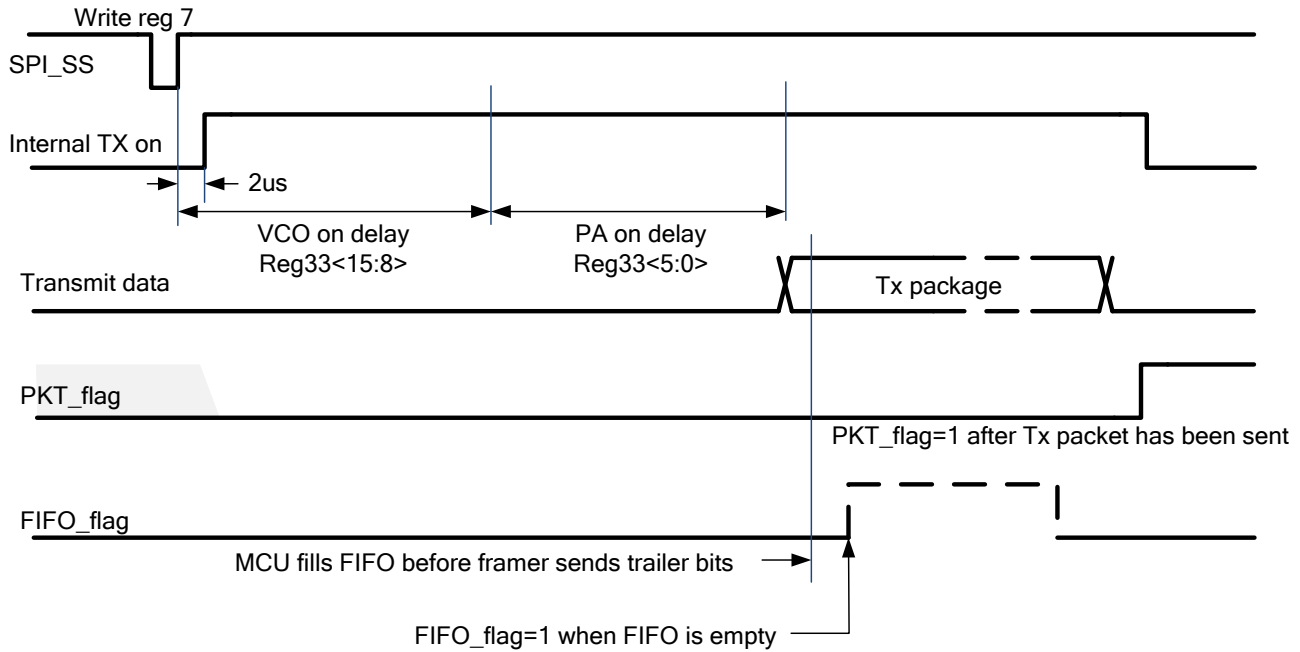 Write reg 7
SPI_SS
Internal TX on
2us
VCO on delay
Reg33<15:8>
PA on delay
Reg33<5:0>
Transmit data
Tx package
PKT_flag
PKT_flag=1 after Tx packet has been sent
FIFO_flag
MCU fills FIFO before framer sends trailer bits
FIFO_flag=1 when FIFO is empty